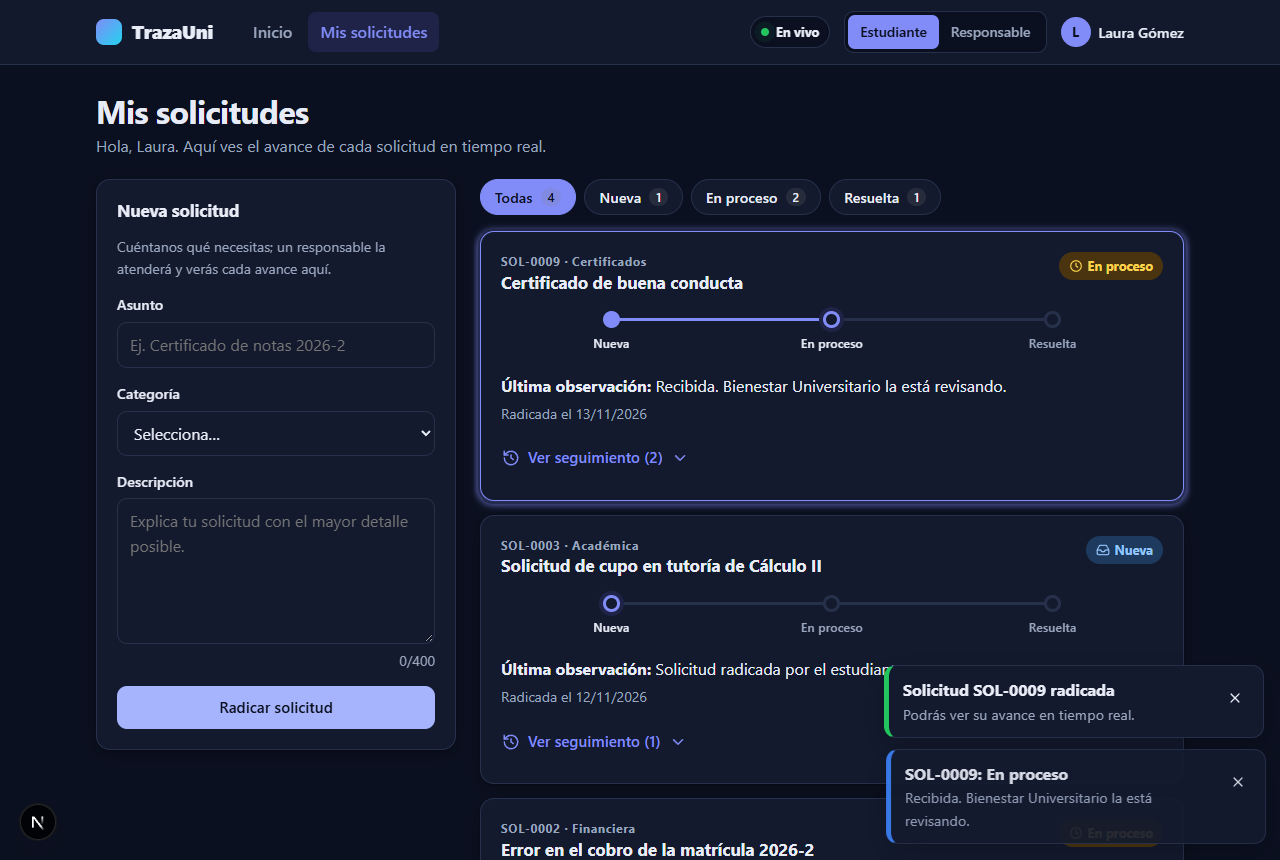 TrazaUni
Inicio
Mis solicitudes
En vivo
Estudiante
Responsable
L
Laura Gómez
Mis solicitudes
Hola, Laura. Aquí ves el avance de cada solicitud en tiempo real.
Nueva solicitud
Cuéntanos qué necesitas; un responsable la
atenderá y verás cada avance aquí.
Asunto
Ej. Certificado de notas 2026-2
Categoría
Selecciona...
Descripción
Explica tu solicitud con el mayor detalle
posible.
0/400
Radicar solicitud
Todas 4
Nueva 1
En proceso 2
Resuelta 1
SOL-0009 · Certificados
En proceso
Certificado de buena conducta
Nueva
En proceso
Resuelta
Última observación: Recibida. Bienestar Universitario la está revisando.
Radicada el 13/11/2026
Ver seguimiento (2)
SOL-0003 · Académica
Nueva
Solicitud de cupo en tutoría de Cálculo II
Nueva
En proceso
Resuelta
Última observación: Solicitud radicada por el estudian
Radicada el 12/11/2026
Ver seguimiento (1)
SOL-0002 · Financiera
En proceso
Error en el cobro de la matrícula 2026-2
Solicitud SOL-0009 radicada
Podrás ver su avance en tiempo real.
SOL-0009: En proceso
Recibida. Bienestar Universitario la está
revisando.
N